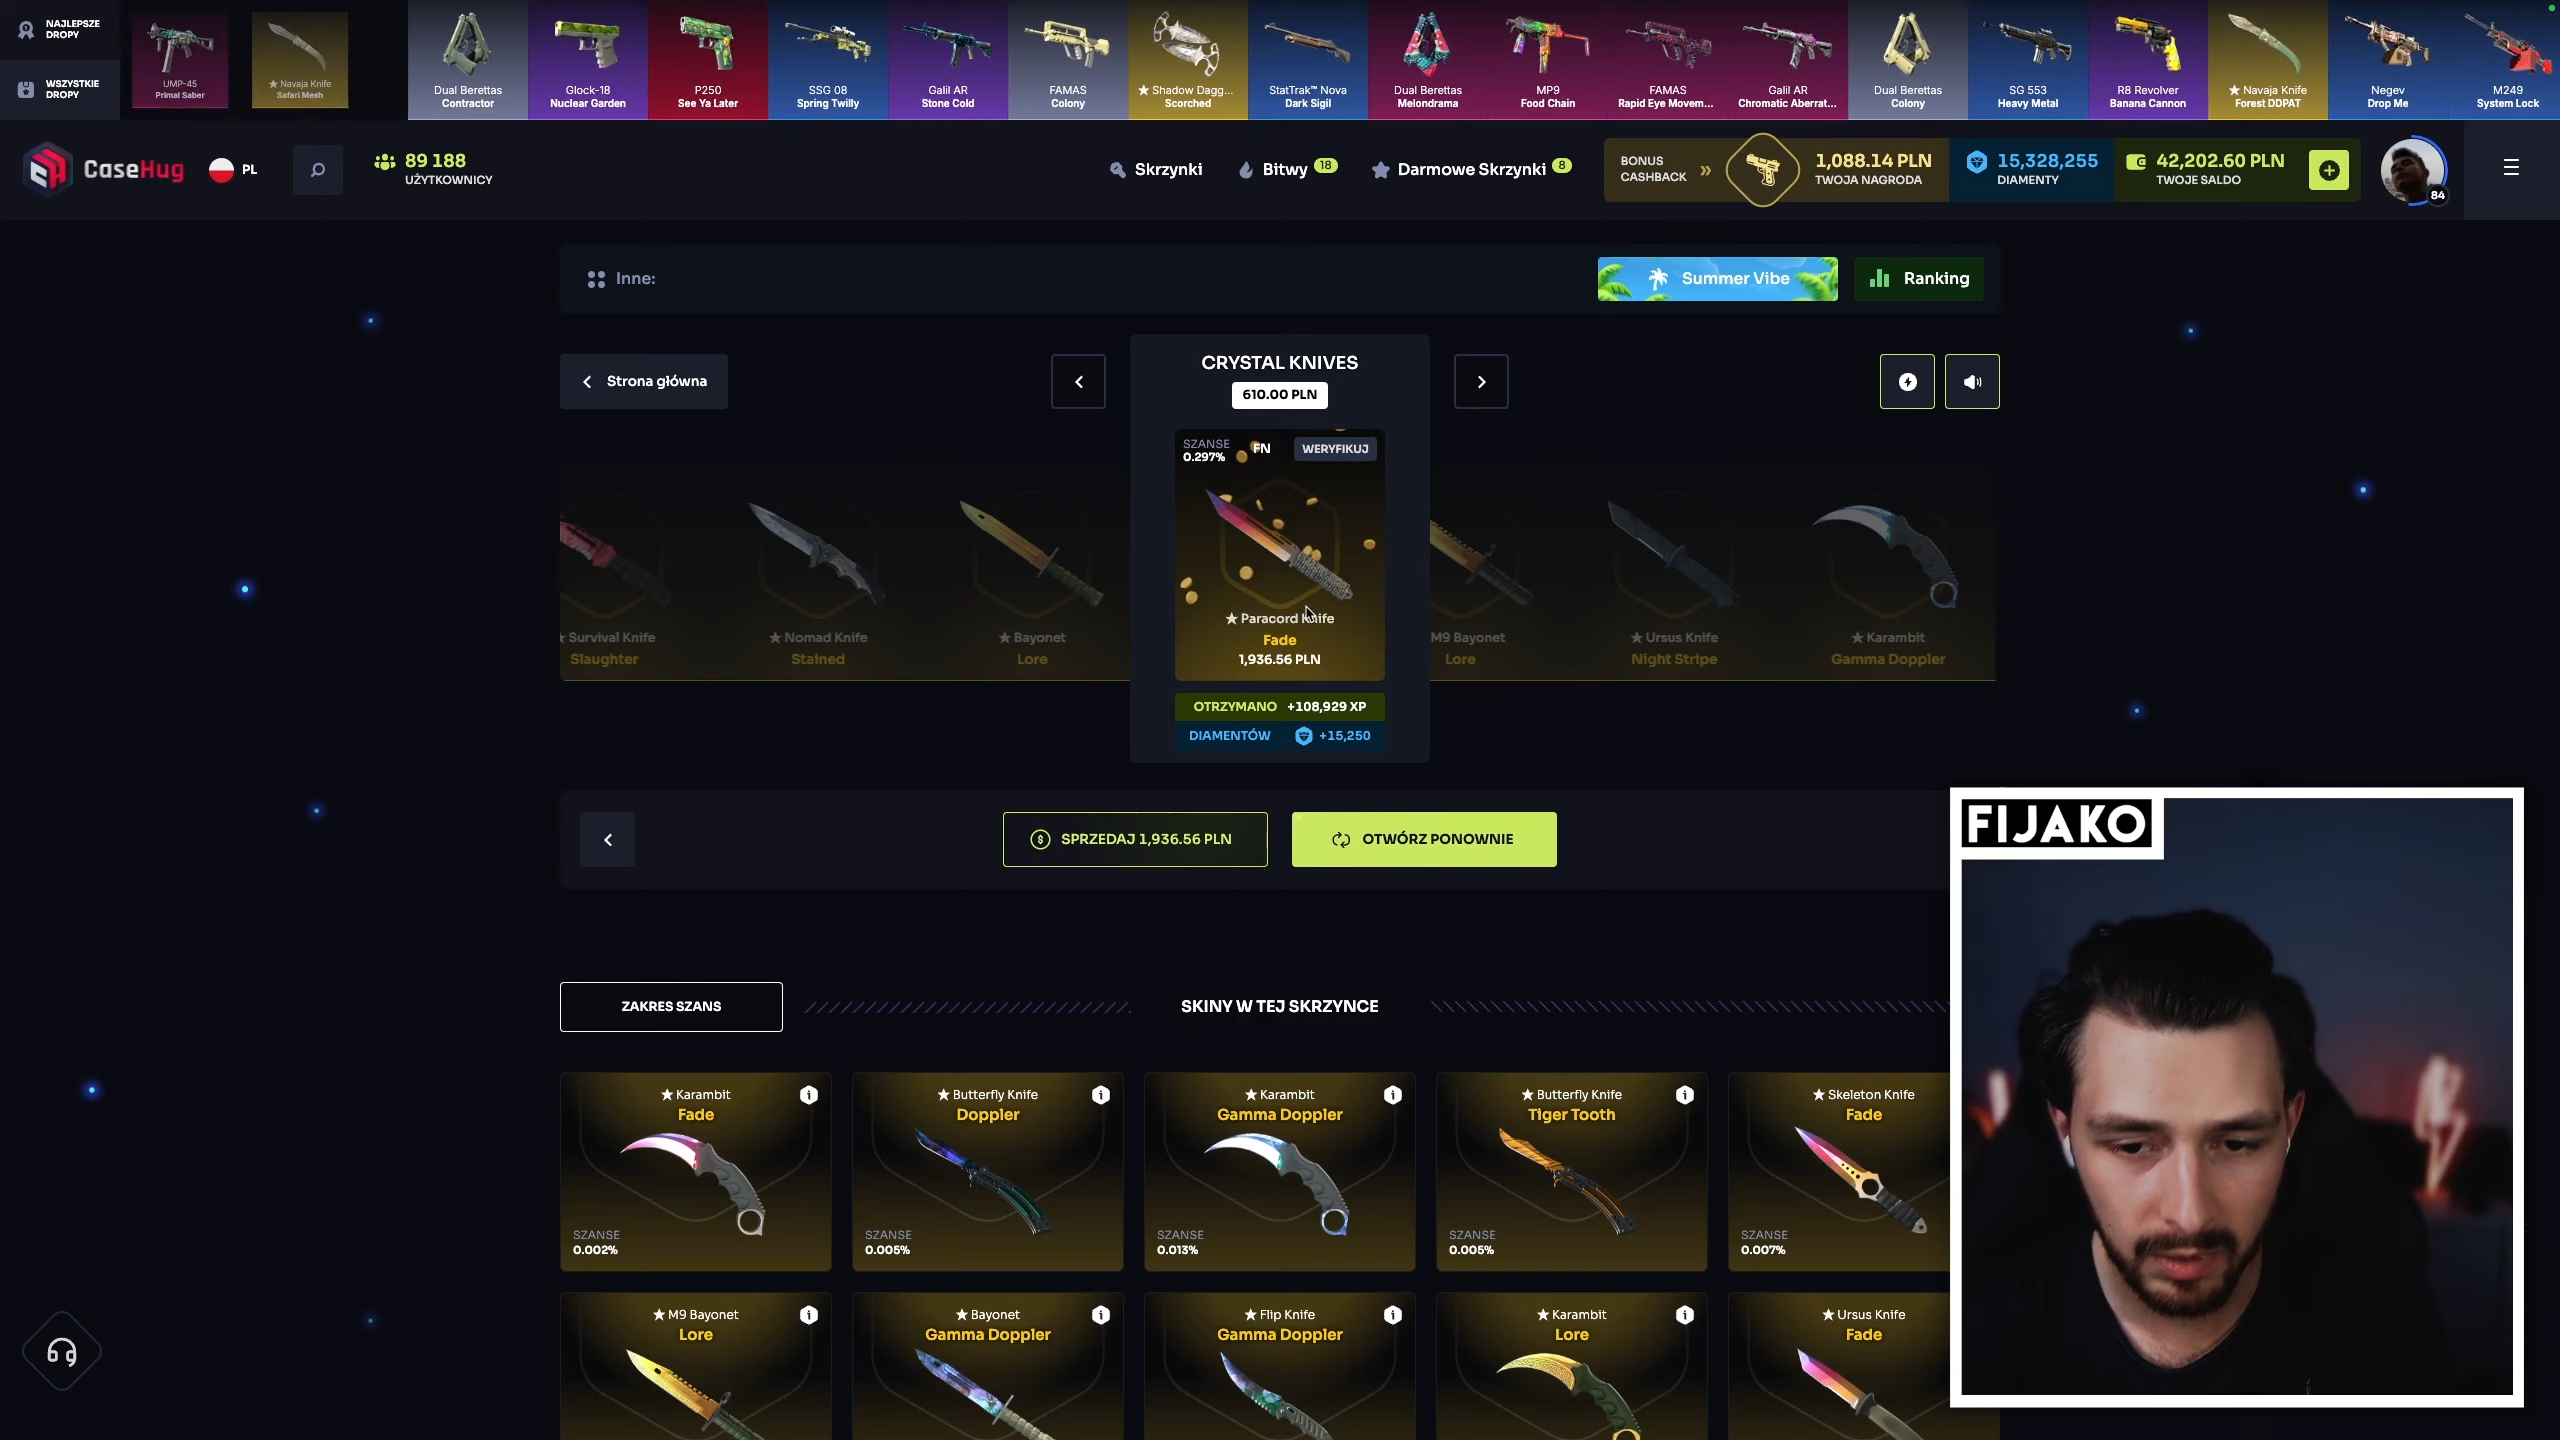 NAJLEPSZE
DROPY
WSZYSTKIE
DROPY
UMP-45
Primal Saber
★ Navaja Knife
Safari Mesh
Dual Berettas
Contractor
Glock-18
Nuclear Garden
P250
See Ya Later
SSG 08
Spring Twilly
Galil AR
Stone Cold
FAMAS
Colony
★ Shadow Dagg...
Scorched
StatTrak™ Nova
Dark Sigil
Dual Berettas
Melondrama
MP9
Food Chain
FAMAS
Rapid Eye Movem...
Galil AR
Chromatic Aberrat...
Dual Berettas
Colony
SG 553
Heavy Metal
R8 Revolver
Banana Cannon
★ Navaja Knife
Forest DDPAT
Negev
Drop Me
M249
System Lock
CaseHug
PL
89 188
UŻYTKOWNICY
Skrzynki
Bitwy 18
Darmowe Skrzynki 8
BONUS
CASHBACK »
1,088.14 PLN
TWOJA NAGRODA
15,328,255
DIAMENTY
42,202.60 PLN
TWOJE SALDO
84
Inne:
Summer Vibe
Ranking
Strona główna
CRYSTAL KNIVES
610.00 PLN
SZANSE
0.297%
FN
WERYFIKUJ
★ Survival Knife
Slaughter
★ Nomad Knife
Stained
★ Bayonet
Lore
★ Paracord Knife
Fade
1,936.56 PLN
M9 Bayonet
Lore
★ Ursus Knife
Night Stripe
★ Karambit
Gamma Doppler
OTRZYMANO +108,929 XP
DIAMENTÓW +15,250
SPRZEDAJ 1,936.56 PLN
OTWÓRZ PONOWNIE
FIJAKO
ZAKRES SZANS
SKINY W TEJ SKRZYNCE
★ Karambit
Fade
SZANSE
0.002%
★ Butterfly Knife
Doppler
SZANSE
0.005%
★ Karambit
Gamma Doppler
SZANSE
0.013%
★ Butterfly Knife
Tiger Tooth
SZANSE
0.005%
★ Skeleton Knife
Fade
SZANSE
0.007%
★ M9 Bayonet
Lore
★ Bayonet
Gamma Doppler
★ Flip Knife
Gamma Doppler
★ Karambit
Lore
★ Ursus Knife
Fade